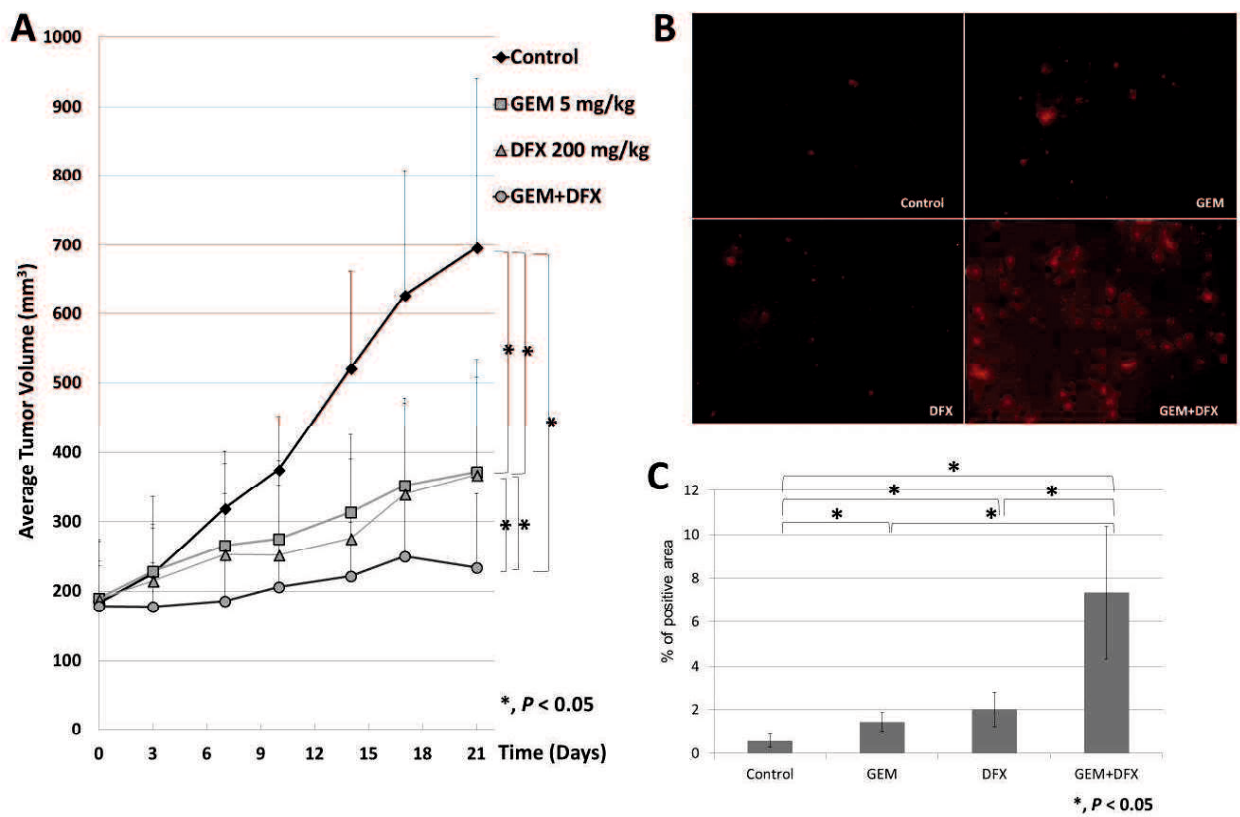 A
1000
900
800
700
600
500
400
300
200
100
0
Average Tumor Volume (mm³)
Control
GEM 5 mg/kg
DFX 200 mg/kg
GEM+DFX
* * *
* *
*, P < 0.05
0 3 6 9 12 15 18 21 Time (Days)
B
Control
GEM
DFX
GEM+DFX
C
12
10
8
6
4
2
0
% of positive area
*
* *
* *
Control GEM DFX GEM+DFX
*, P < 0.05